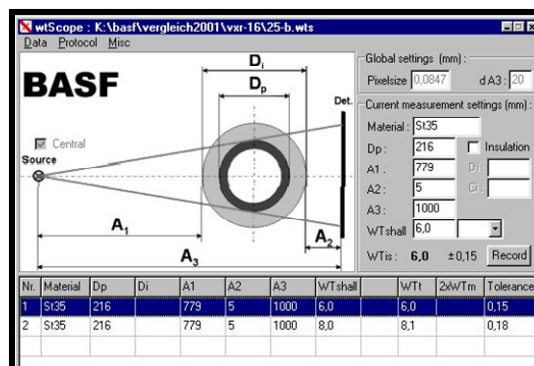 wtScope : K:\basf\vergleich2001\vxr-16\25-b.wts
Data Protocol Misc
BASF
Di
Dp
Det.
Central
Source
A1
A2
A3
Global settings (mm) :
Pixelsize 0,0847 d A3 : 20
Current measurement settings (mm) :
Material : St35
Dp : 216 Insulation
A1 : 779 Di :
A2 : 5 Cr :
A3 : 1000
WTshall 6,0
WTis : 6,0 ±0,15 Record
Nr. Material Dp Di A1 A2 A3 WTshall WTt 2xWTm Tolerance
1 St35 216 779 5 1000 6,0 6,0 0,15
2 St35 216 779 5 1000 8,0 8,1 0,18